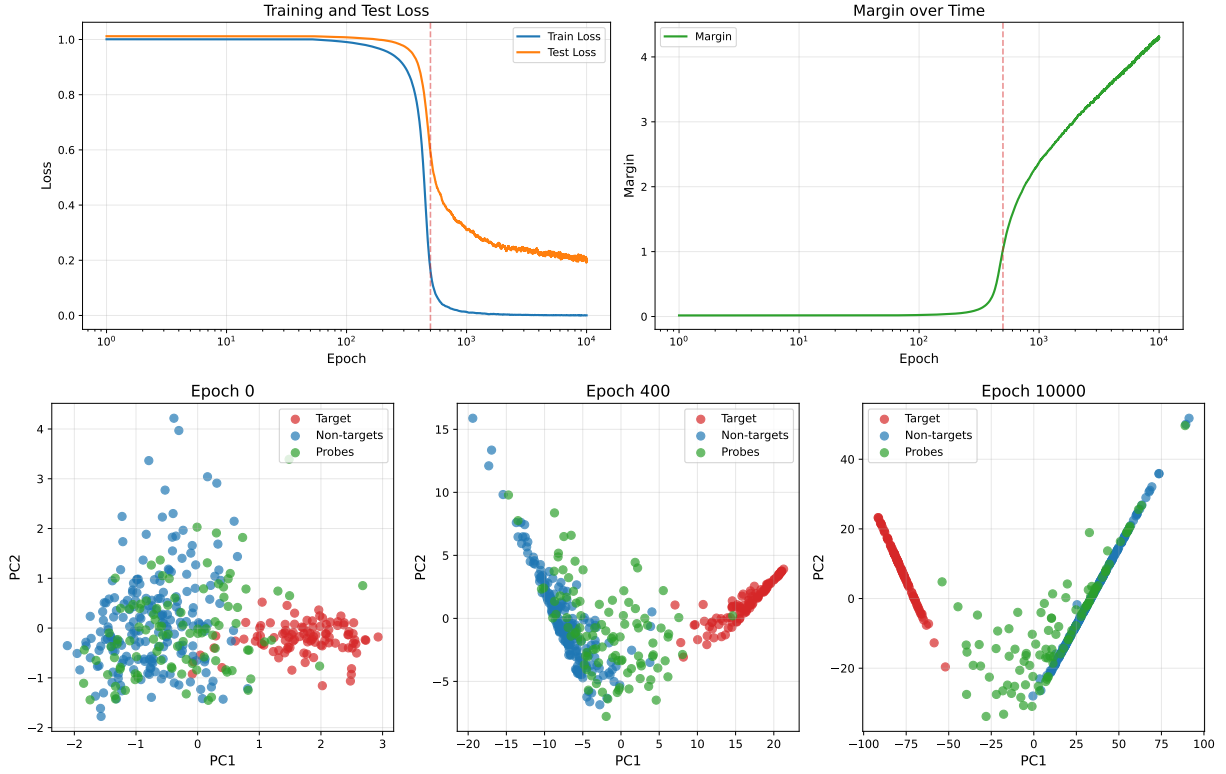 Training and Test Loss
Loss
1.0
0.8
0.6
0.4
0.2
0.0
Train Loss
Test Loss
10⁰ 10¹ 10² 10³ 10⁴
Epoch
Margin over Time
Margin
4
3
2
1
0
Margin
10⁰ 10¹ 10² 10³ 10⁴
Epoch
Epoch 0
PC2
4
3
2
1
0
−1
−2
Target
Non-targets
Probes
−2 −1 0 1 2 3
PC1
Epoch 400
PC2
15
10
5
0
−5
Target
Non-targets
Probes
−20 −15 −10 −5 0 5 10 15 20
PC1
Epoch 10000
PC2
40
20
0
−20
Target
Non-targets
Probes
−100 −75 −50 −25 0 25 50 75 100
PC1